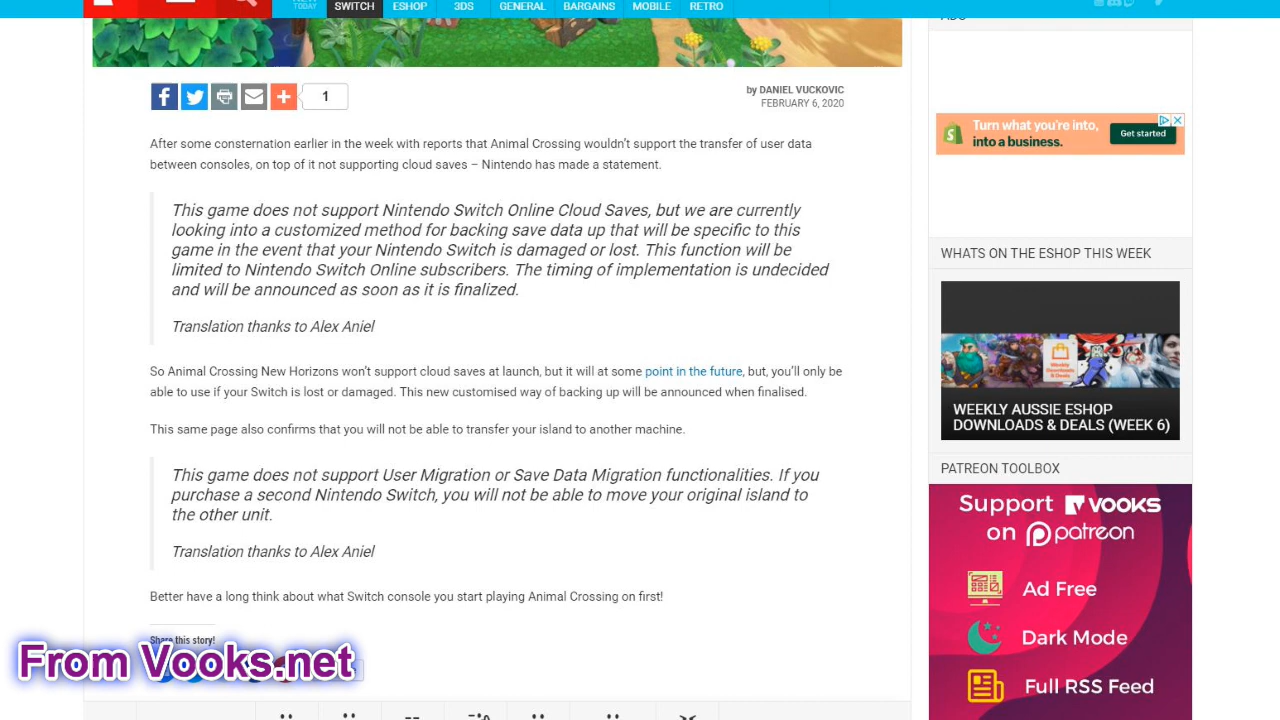 TODAY
SWITCH
ESHOP
3DS
GENERAL
BARGAINS
MOBILE
RETRO
1
by DANIEL VUCKOVIC
FEBRUARY 6, 2020
After some consternation earlier in the week with reports that Animal Crossing wouldn't support the transfer of user data
between consoles, on top of it not supporting cloud saves – Nintendo has made a statement.
This game does not support Nintendo Switch Online Cloud Saves, but we are currently
looking into a customized method for backing save data up that will be specific to this
game in the event that your Nintendo Switch is damaged or lost. This function will be
limited to Nintendo Switch Online subscribers. The timing of implementation is undecided
and will be announced as soon as it is finalized.
Translation thanks to Alex Aniel
So Animal Crossing New Horizons won't support cloud saves at launch, but it will at some point in the future, but, you'll only be
able to use if your Switch is lost or damaged. This new customised way of backing up will be announced when finalised.
This same page also confirms that you will not be able to transfer your island to another machine.
This game does not support User Migration or Save Data Migration functionalities. If you
purchase a second Nintendo Switch, you will not be able to move your original island to
the other unit.
Translation thanks to Alex Aniel
Better have a long think about what Switch console you start playing Animal Crossing on first!
Share this story!
From Vooks.net
Turn what you're into,
into a business.
Get started
WHATS ON THE ESHOP THIS WEEK
Weekly
Downloads
& Deals
WEEKLY AUSSIE ESHOP
DOWNLOADS & DEALS (WEEK 6)
PATREON TOOLBOX
Support VOOKS
on patreon
Ad Free
Dark Mode
Full RSS Feed